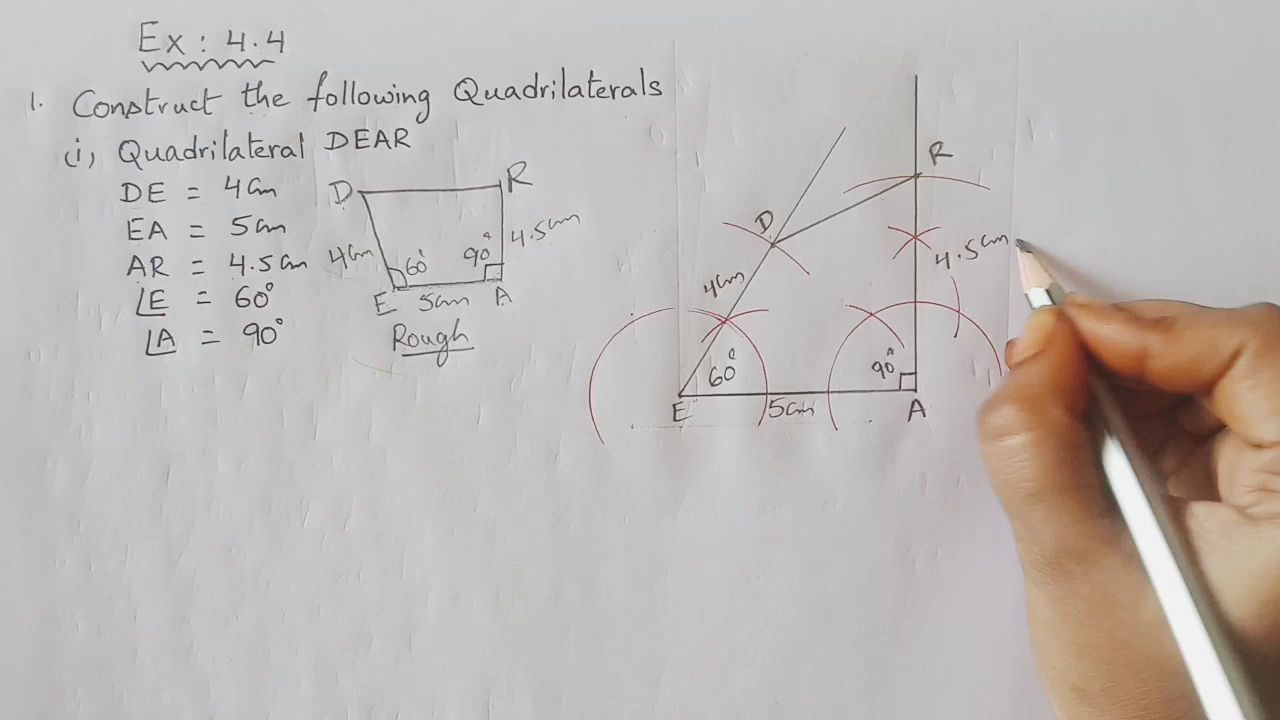 Ex : 4.4
1. Construct the following Quadrilaterals
(i) Quadrilateral DEAR
DE = 4cm
EA = 5cm
AR = 4.5cm
∠E = 60°
∠A = 90°
D R
4cm 60° 90° 4.5cm
E 5cm A
Rough
R
D
4cm 4.5cm
60° 90°
E 5cm A